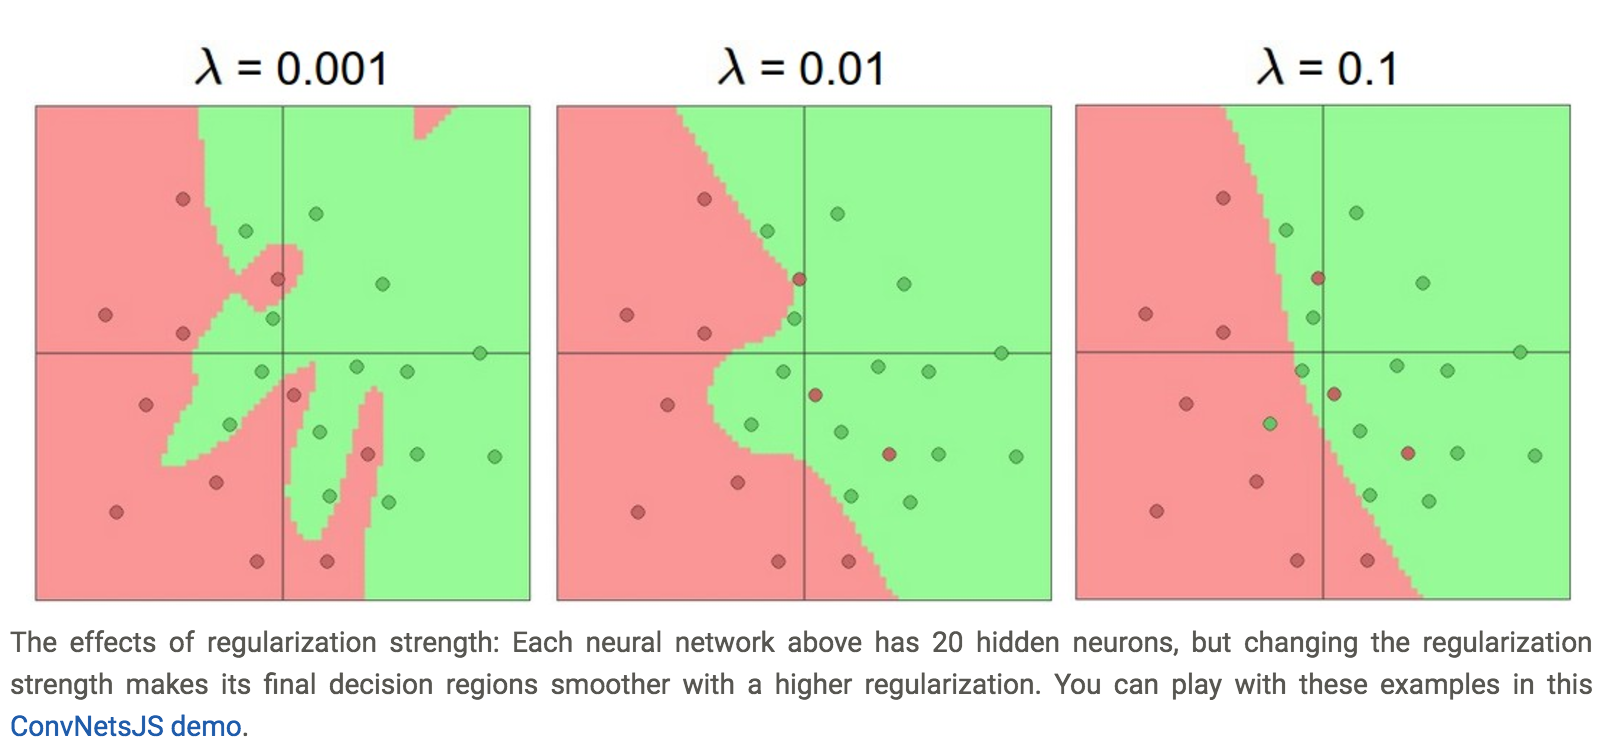 λ = 0.001 λ = 0.01 λ = 0.1
The effects of regularization strength: Each neural network above has 20 hidden neurons, but changing the regularization
strength makes its final decision regions smoother with a higher regularization. You can play with these examples in this
ConvNetsJS demo.